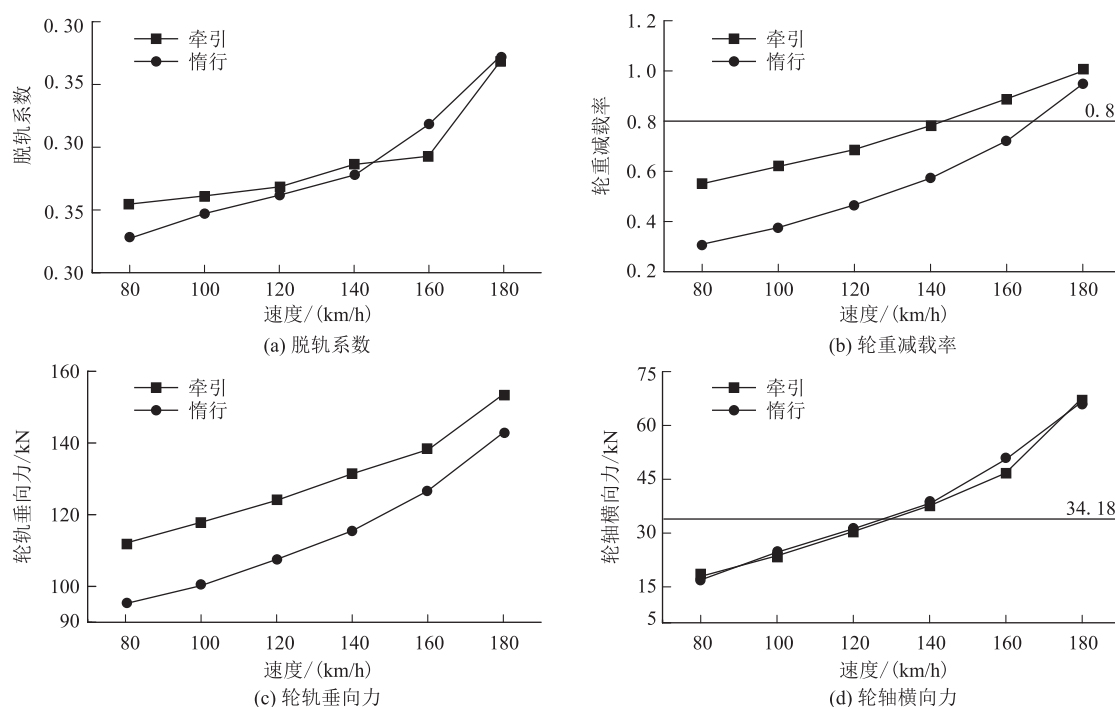 0.30
0.35
0.30
0.35
0.30
脱轨系数
牵引
惰行
80 100 120 140 160 180
速度/(km/h)
(a) 脱轨系数
1.2
1.0
0.8
0.6
0.4
0.2
轮重减载率
牵引
惰行
0.8
80 100 120 140 160 180
速度/(km/h)
(b) 轮重减载率
160
140
120
100
90
轮轨垂向力/kN
牵引
惰行
80 100 120 140 160 180
速度/(km/h)
(c) 轮轨垂向力
75
60
45
30
15
5
轮轴横向力/kN
牵引
惰行
34.18
80 100 120 140 160 180
速度/(km/h)
(d) 轮轴横向力